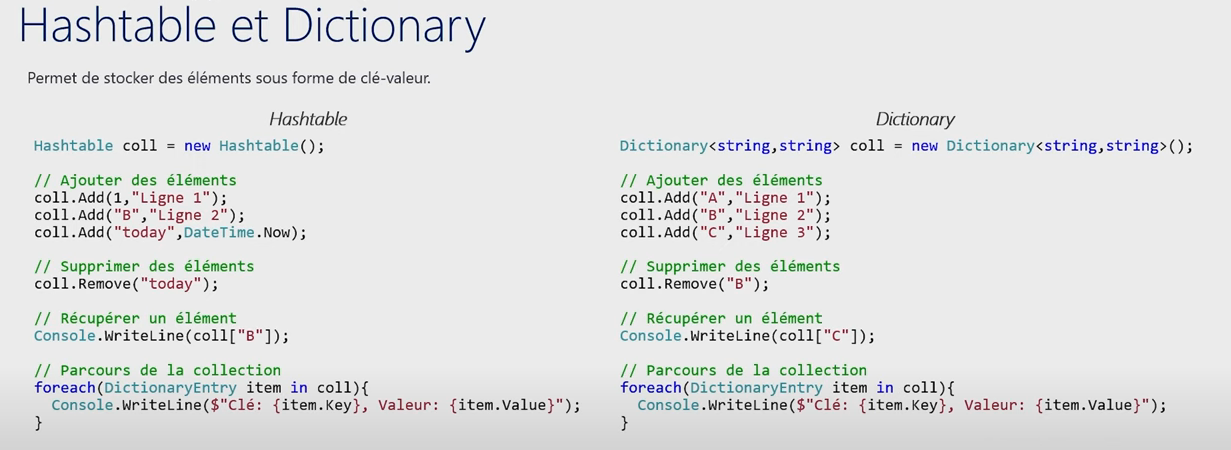 Hashtable et Dictionary
Permet de stocker des éléments sous forme de clé-valeur.
Hashtable
Hashtable coll = new Hashtable();
// Ajouter des éléments
coll.Add(1,"Ligne 1");
coll.Add("B","Ligne 2");
coll.Add("today",DateTime.Now);
// Supprimer des éléments
coll.Remove("today");
// Récupérer un élément
Console.WriteLine(coll["B"]);
// Parcours de la collection
foreach(DictionaryEntry item in coll){
Console.WriteLine($"Clé: {item.Key}, Valeur: {item.Value}");
}
Dictionary
Dictionary<string,string> coll = new Dictionary<string,string>();
// Ajouter des éléments
coll.Add("A","Ligne 1");
coll.Add("B","Ligne 2");
coll.Add("C","Ligne 3");
// Supprimer des éléments
coll.Remove("B");
// Récupérer un élément
Console.WriteLine(coll["C"]);
// Parcours de la collection
foreach(DictionaryEntry item in coll){
Console.WriteLine($"Clé: {item.Key}, Valeur: {item.Value}");
}